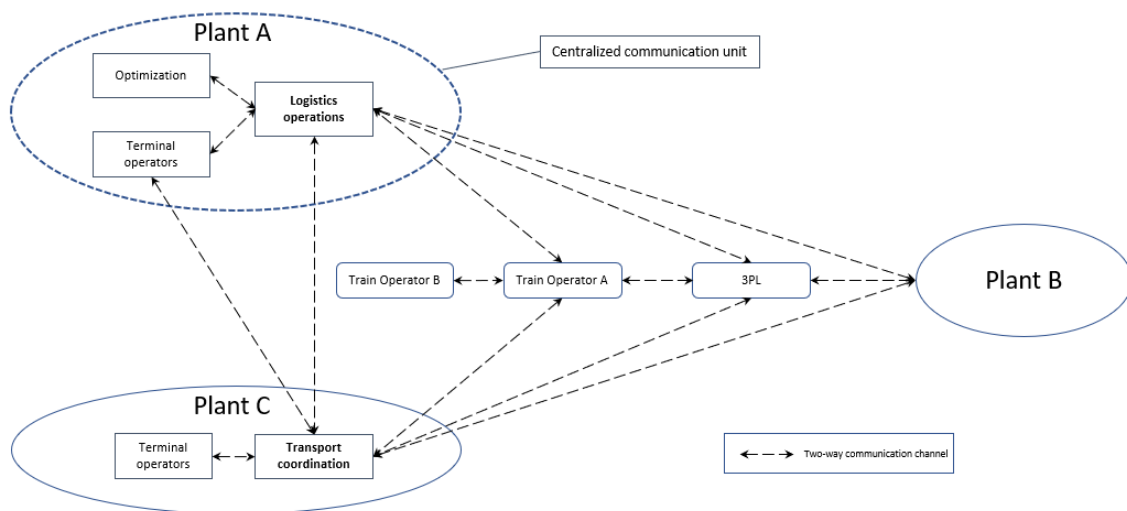 Plant A
Centralized communication unit
Optimization
Logistics
operations
Terminal
operators
Train Operator B
Train Operator A
3PL
Plant B
Plant C
Terminal
operators
Transport
coordination
Two-way communication channel